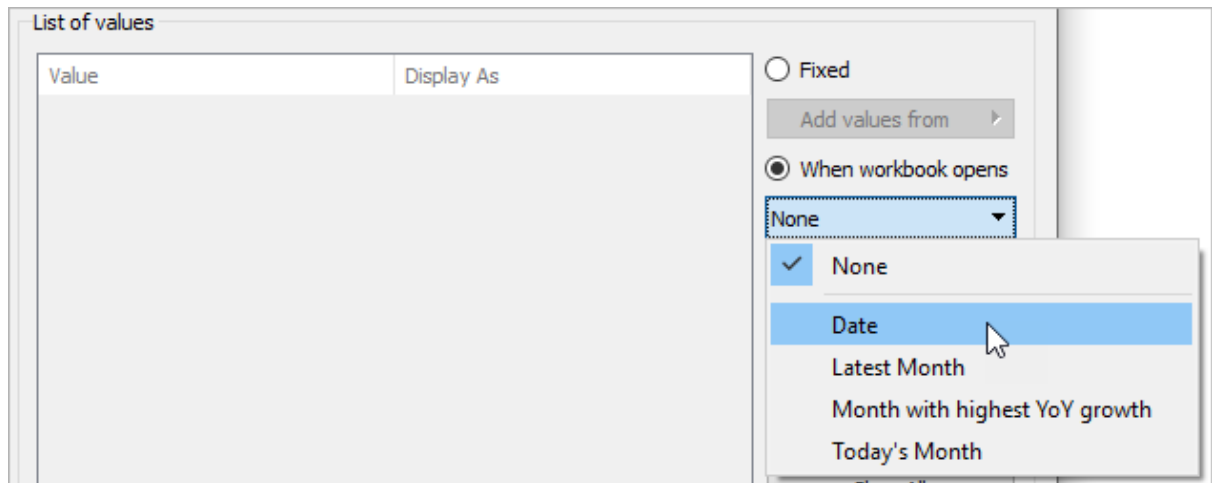 List of values
Value Display As
Fixed
Add values from
When workbook opens
None
None
Date
Latest Month
Month with highest YoY growth
Today's Month